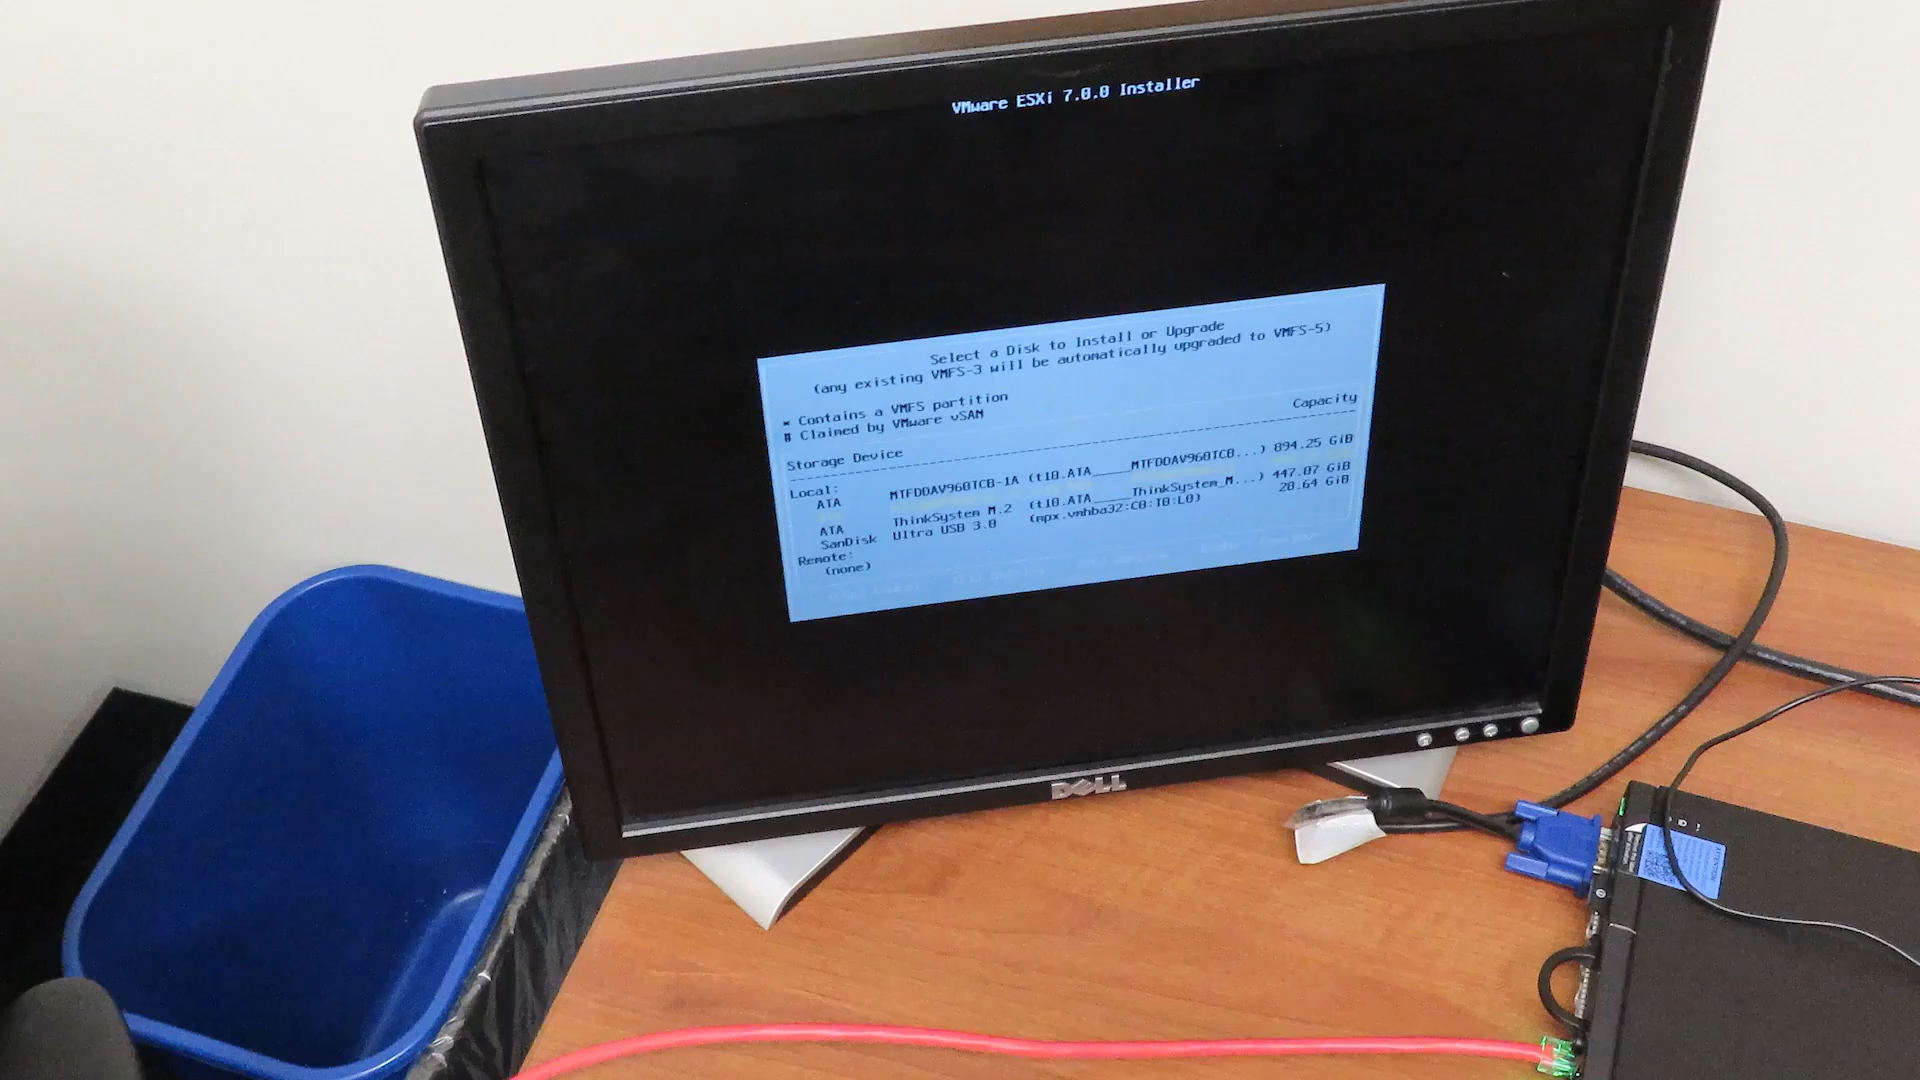 VMware ESXi 7.0.0 Installer
Select a Disk to Install or Upgrade
(any existing VMFS-3 will be automatically upgraded to VMFS-5)
* Contains a VMFS partition
# Claimed by VMware vSAN
Storage Device Capacity
Local:
ATA MTFDDAV960TCB-1A (t10.ATA_____MTFDDAV960TCB...) 894.25 GiB
ATA ThinkSystem M.2 (t10.ATA_____ThinkSystem_M...) 447.07 GiB
SanDisk Ultra USB 3.0 (mpx.vmhba32:C0:T0:L0) 28.64 GiB
Remote:
(none)
DELL
ATTENTION